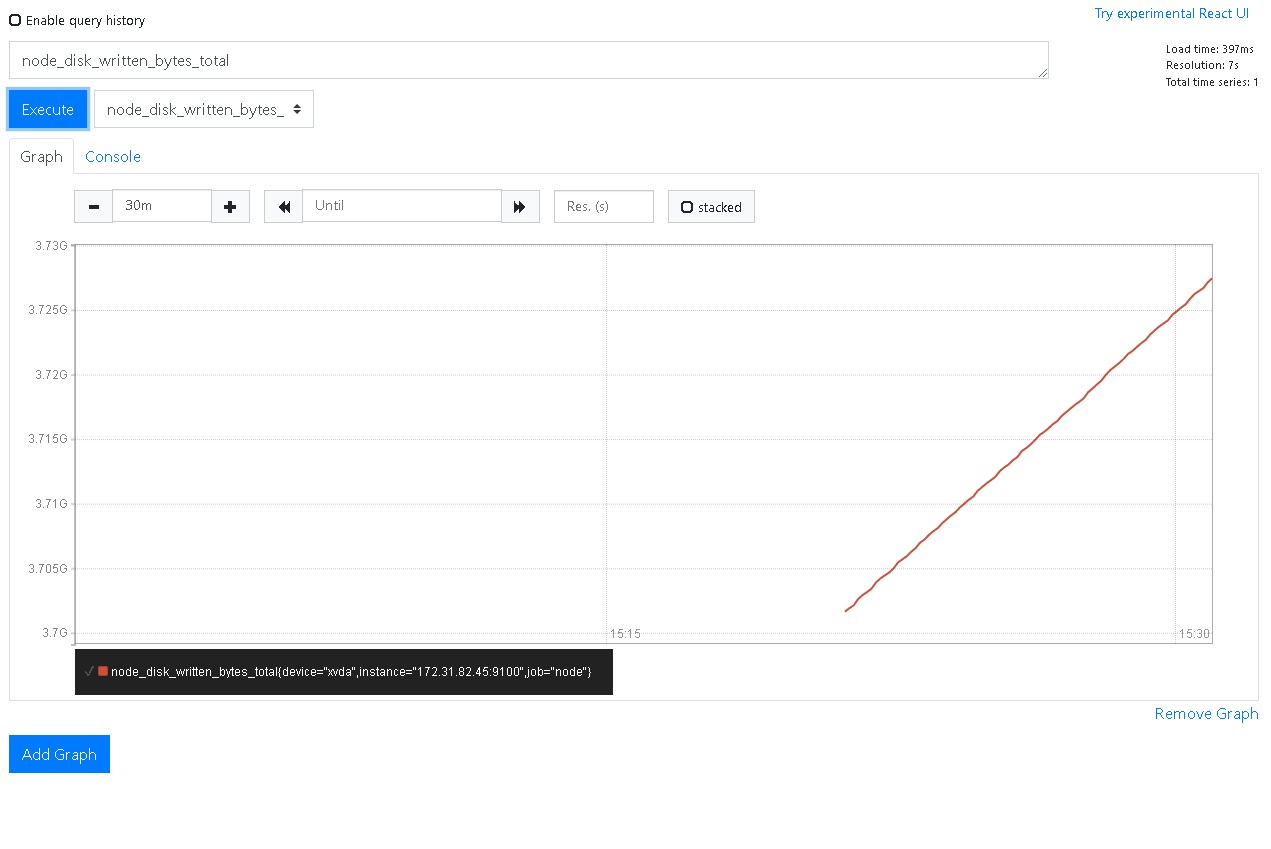 Enable query history
Try experimental React UI
node_disk_written_bytes_total
Load time: 397ms
Resolution: 7s
Total time series: 1
Execute
node_disk_written_bytes_
Graph
Console
30m
Until
Res. (s)
stacked
3.73G
3.725G
3.72G
3.715G
3.71G
3.705G
3.7G
15:15
15:30
node_disk_written_bytes_total{device="xvda",instance="172.31.82.45:9100",job="node"}
Remove Graph
Add Graph